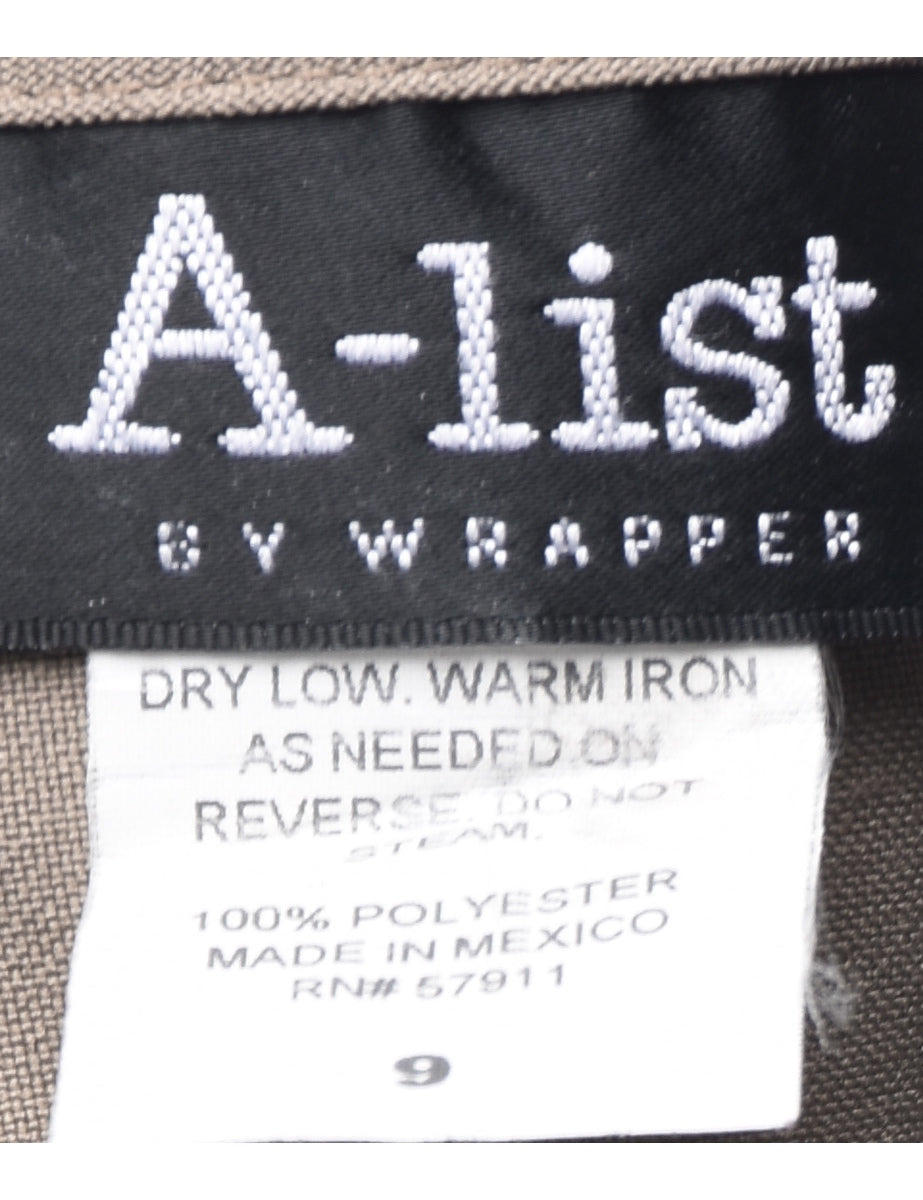 A-list
BY WRAPPER
DRY LOW. WARM IRON
AS NEEDED ON
REVERSE. DO NOT
STEAM.
100% POLYESTER
MADE IN MEXICO
RN# 57911
9